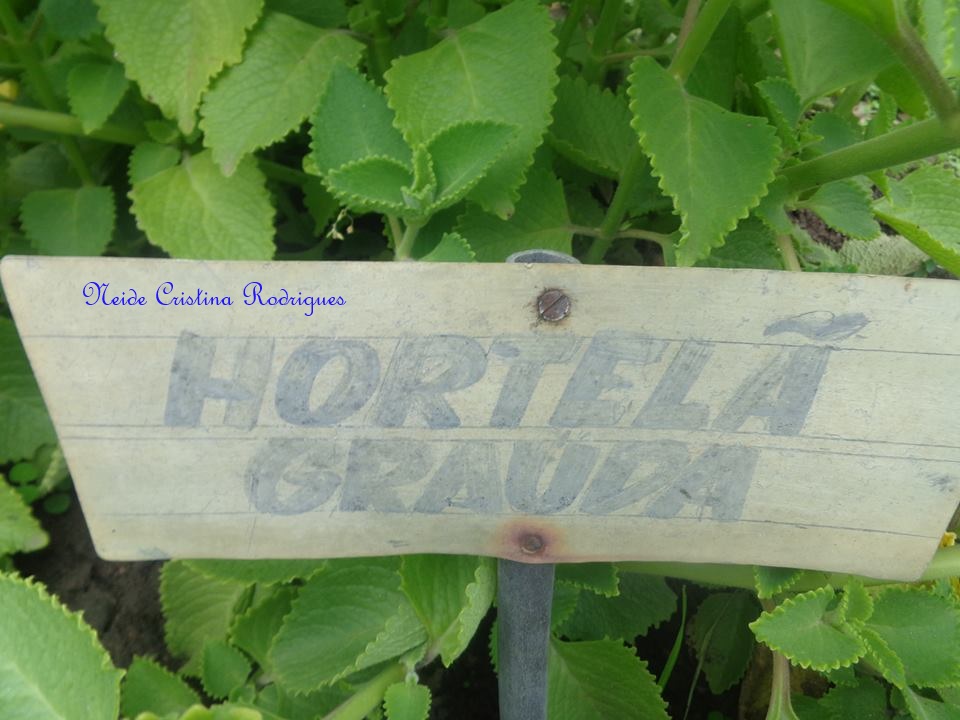 Neide Cristina Rodrigues
HORTELÃ
GRAÚDA